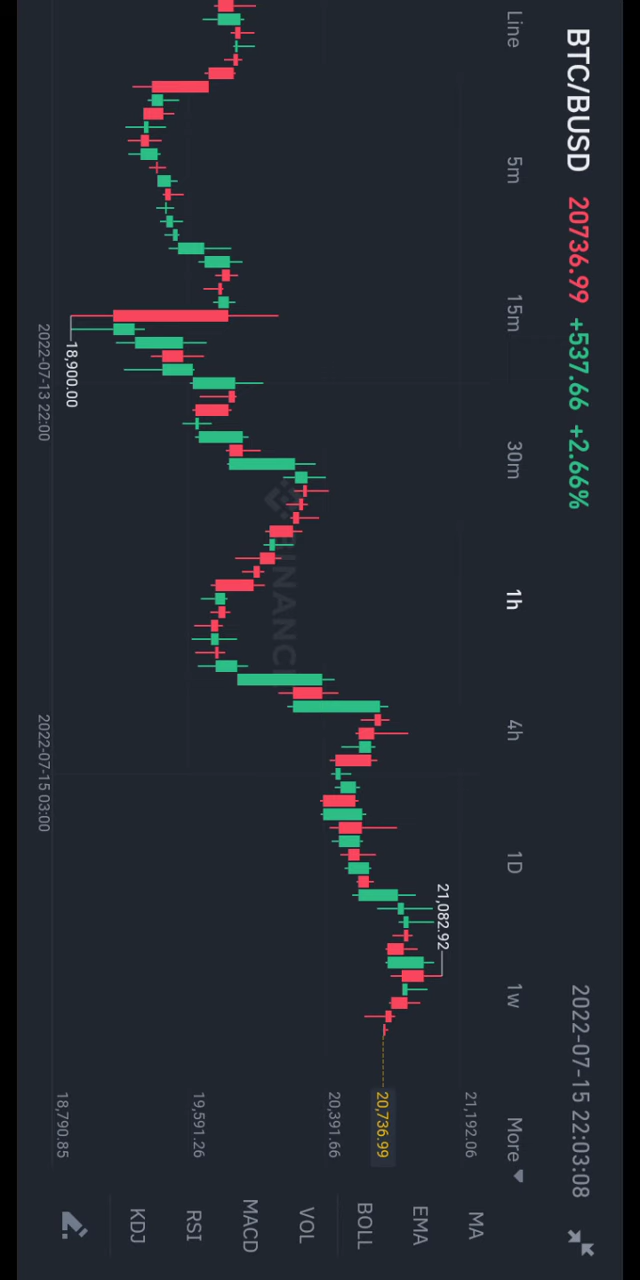 BTC/BUSD 20736.99 +537.66 +2.66% 2022-07-15 22:03:08
Line 5m 15m 30m 1h 4h 1D 1w More
21,192.06
21,082.92
20,736.99
20,391.66
BINANCE
19,591.26
18,900.00
18,790.85
2022-07-13 22:00 2022-07-15 03:00
MA
EMA
BOLL
VOL
MACD
RSI
KDJ